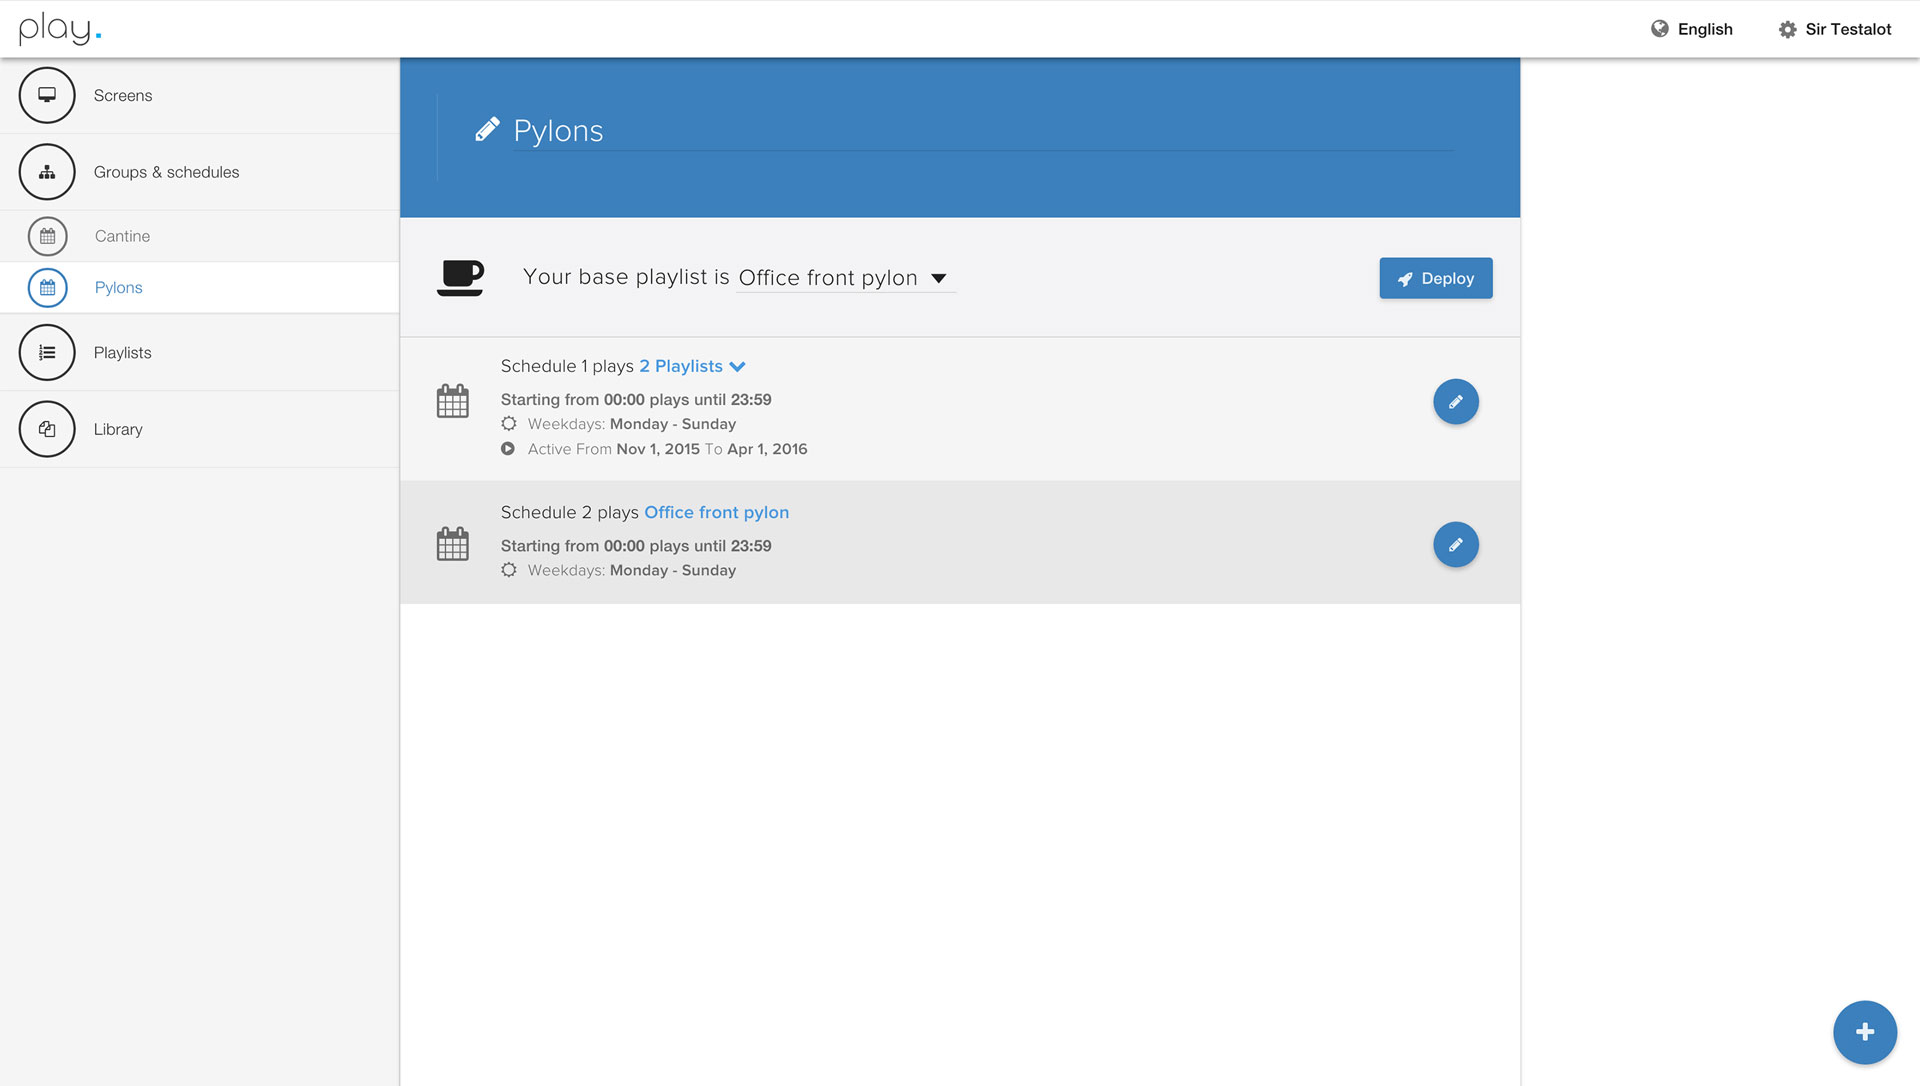 play.
English
Sir Testalot
Screens
Groups & schedules
Cantine
Pylons
Playlists
Library
Pylons
Your base playlist is Office front pylon
Deploy
Schedule 1 plays 2 Playlists
Starting from 00:00 plays until 23:59
Weekdays: Monday - Sunday
Active From Nov 1, 2015 To Apr 1, 2016
Schedule 2 plays Office front pylon
Starting from 00:00 plays until 23:59
Weekdays: Monday - Sunday